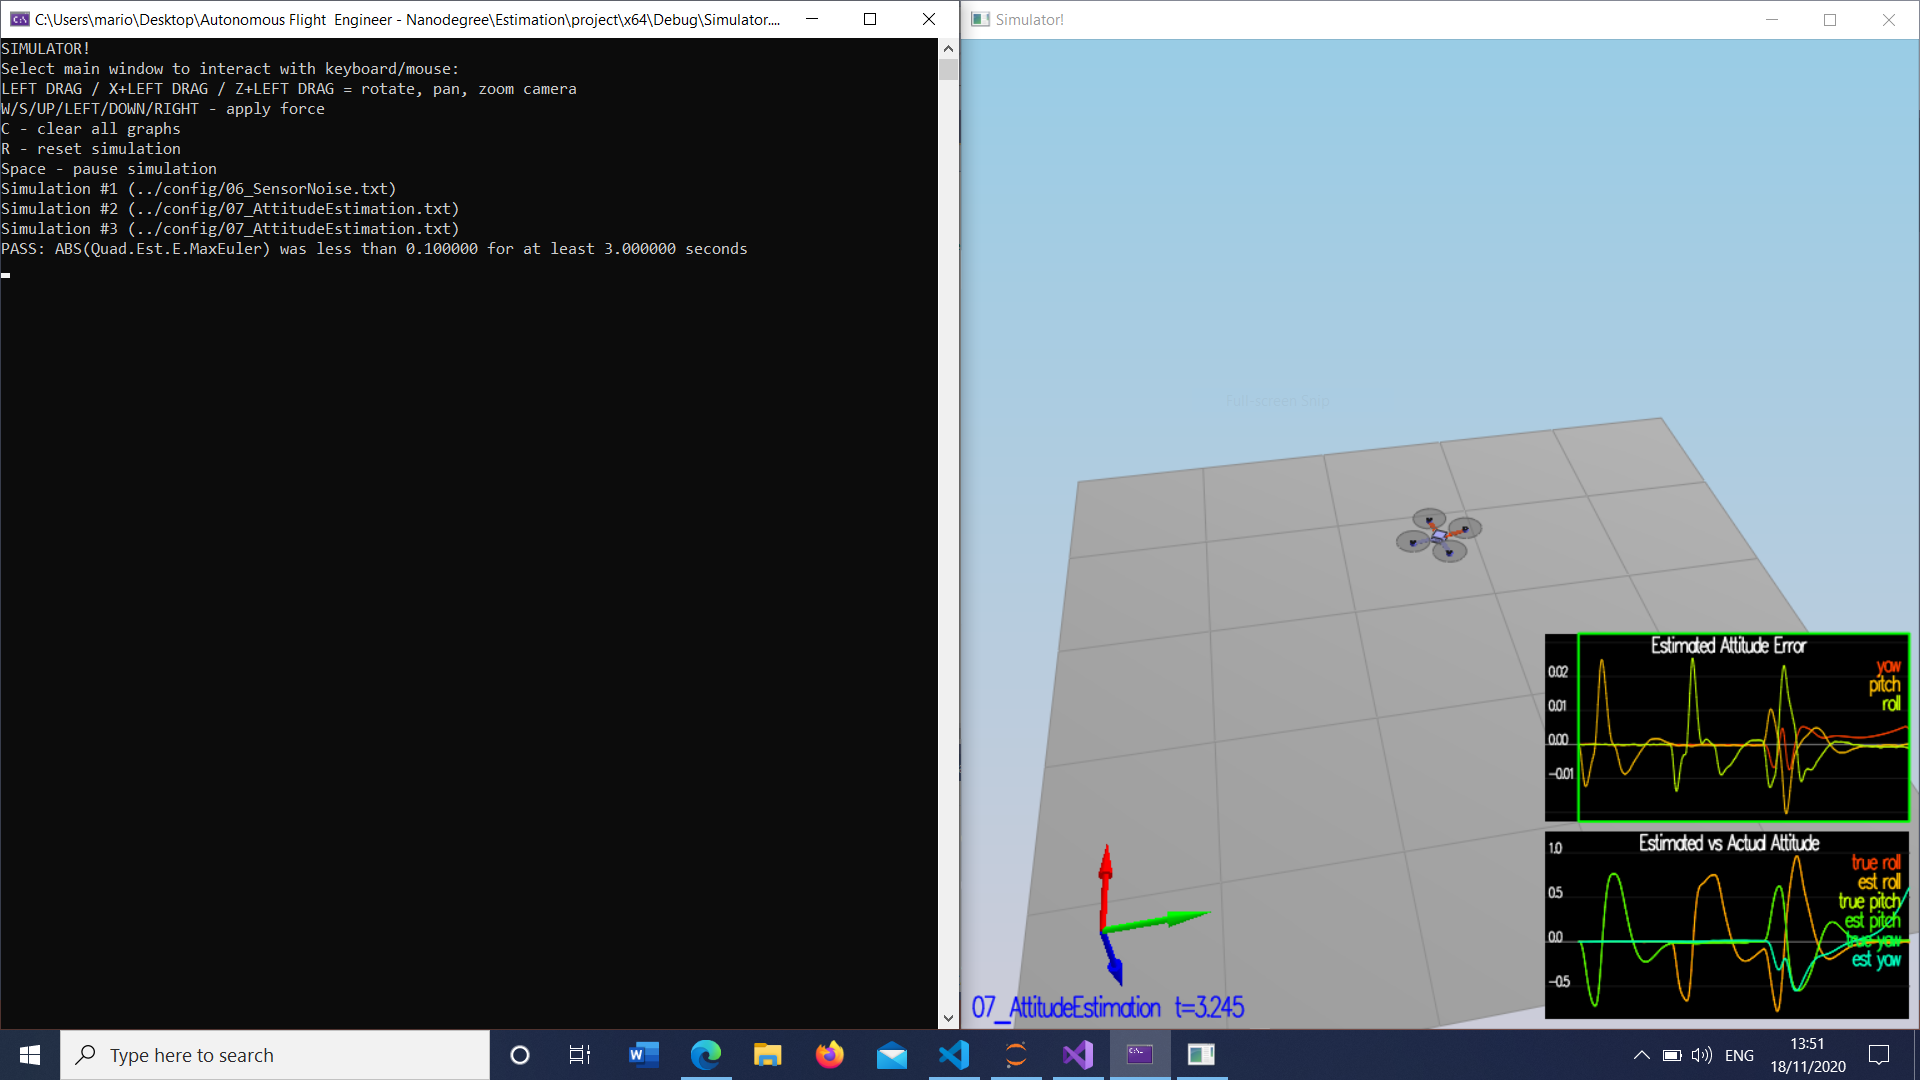 C:\Users\mario\Desktop\Autonomous Flight  Engineer - Nanodegree\Estimation\project\x64\Debug\Simulator....
SIMULATOR!
Select main window to interact with keyboard/mouse:
LEFT DRAG / X+LEFT DRAG / Z+LEFT DRAG = rotate, pan, zoom camera
W/S/UP/LEFT/DOWN/RIGHT - apply force
C - clear all graphs
R - reset simulation
Space - pause simulation
Simulation #1 (../config/06_SensorNoise.txt)
Simulation #2 (../config/07_AttitudeEstimation.txt)
Simulation #3 (../config/07_AttitudeEstimation.txt)
PASS: ABS(Quad.Est.E.MaxEuler) was less than 0.100000 for at least 3.000000 seconds
Simulator!
Full-screen Snip
Estimated Attitude Error
yaw
pitch
roll
0.02
0.01
0.00
-0.01
Estimated vs Actual Attitude
true roll
est roll
true pitch
est pitch
true yaw
est yaw
1.0
0.5
0.0
-0.5
07_AttitudeEstimation t=3.245
Type here to search
ENG
13:51
18/11/2020